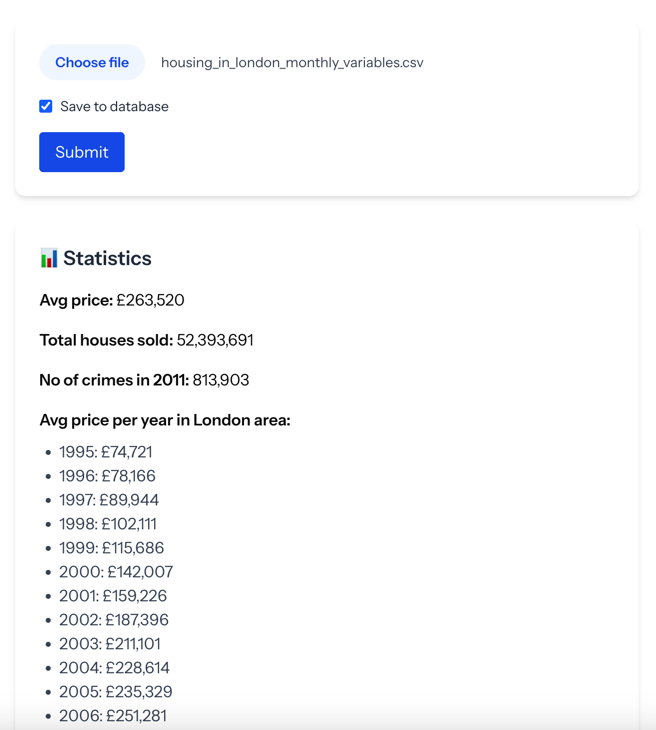 Choose file housing_in_london_monthly_variables.csv
Save to database
Submit
📊 Statistics
Avg price: £263,520
Total houses sold: 52,393,691
No of crimes in 2011: 813,903
Avg price per year in London area:
• 1995: £74,721
• 1996: £78,166
• 1997: £89,944
• 1998: £102,111
• 1999: £115,686
• 2000: £142,007
• 2001: £159,226
• 2002: £187,396
• 2003: £211,101
• 2004: £228,614
• 2005: £235,329
• 2006: £251,281